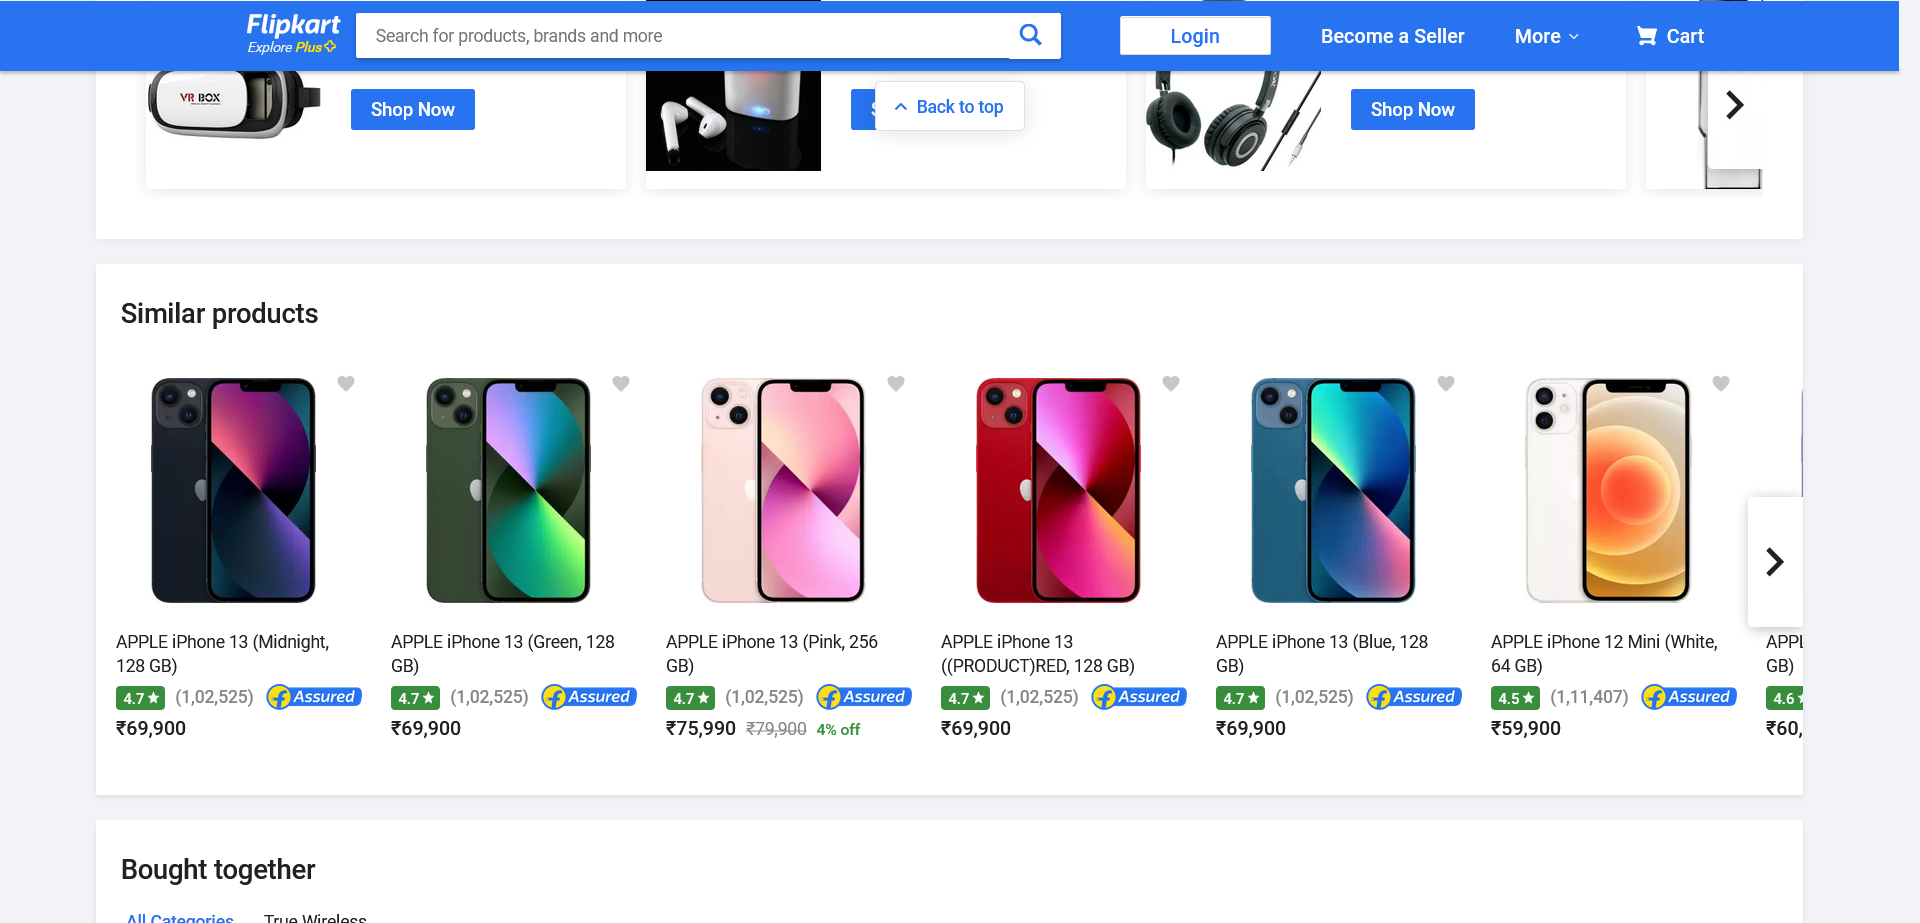 Flipkart
Explore Plus
Search for products, brands and more
Login
Become a Seller
More
Cart
VR BOX
Shop Now
Back to top
Shop Now
Similar products
APPLE iPhone 13 (Midnight,
128 GB)
4.7
(1,02,525)
Assured
₹69,900
APPLE iPhone 13 (Green, 128
GB)
4.7
(1,02,525)
Assured
₹69,900
APPLE iPhone 13 (Pink, 256
GB)
4.7
(1,02,525)
Assured
₹75,990 ₹79,900 4% off
APPLE iPhone 13
((PRODUCT)RED, 128 GB)
4.7
(1,02,525)
Assured
₹69,900
APPLE iPhone 13 (Blue, 128
GB)
4.7
(1,02,525)
Assured
₹69,900
APPLE iPhone 12 Mini (White,
64 GB)
4.5
(1,11,407)
Assured
₹59,900
GB)
4.6
₹60,
Bought together
All Categories
True Wireless